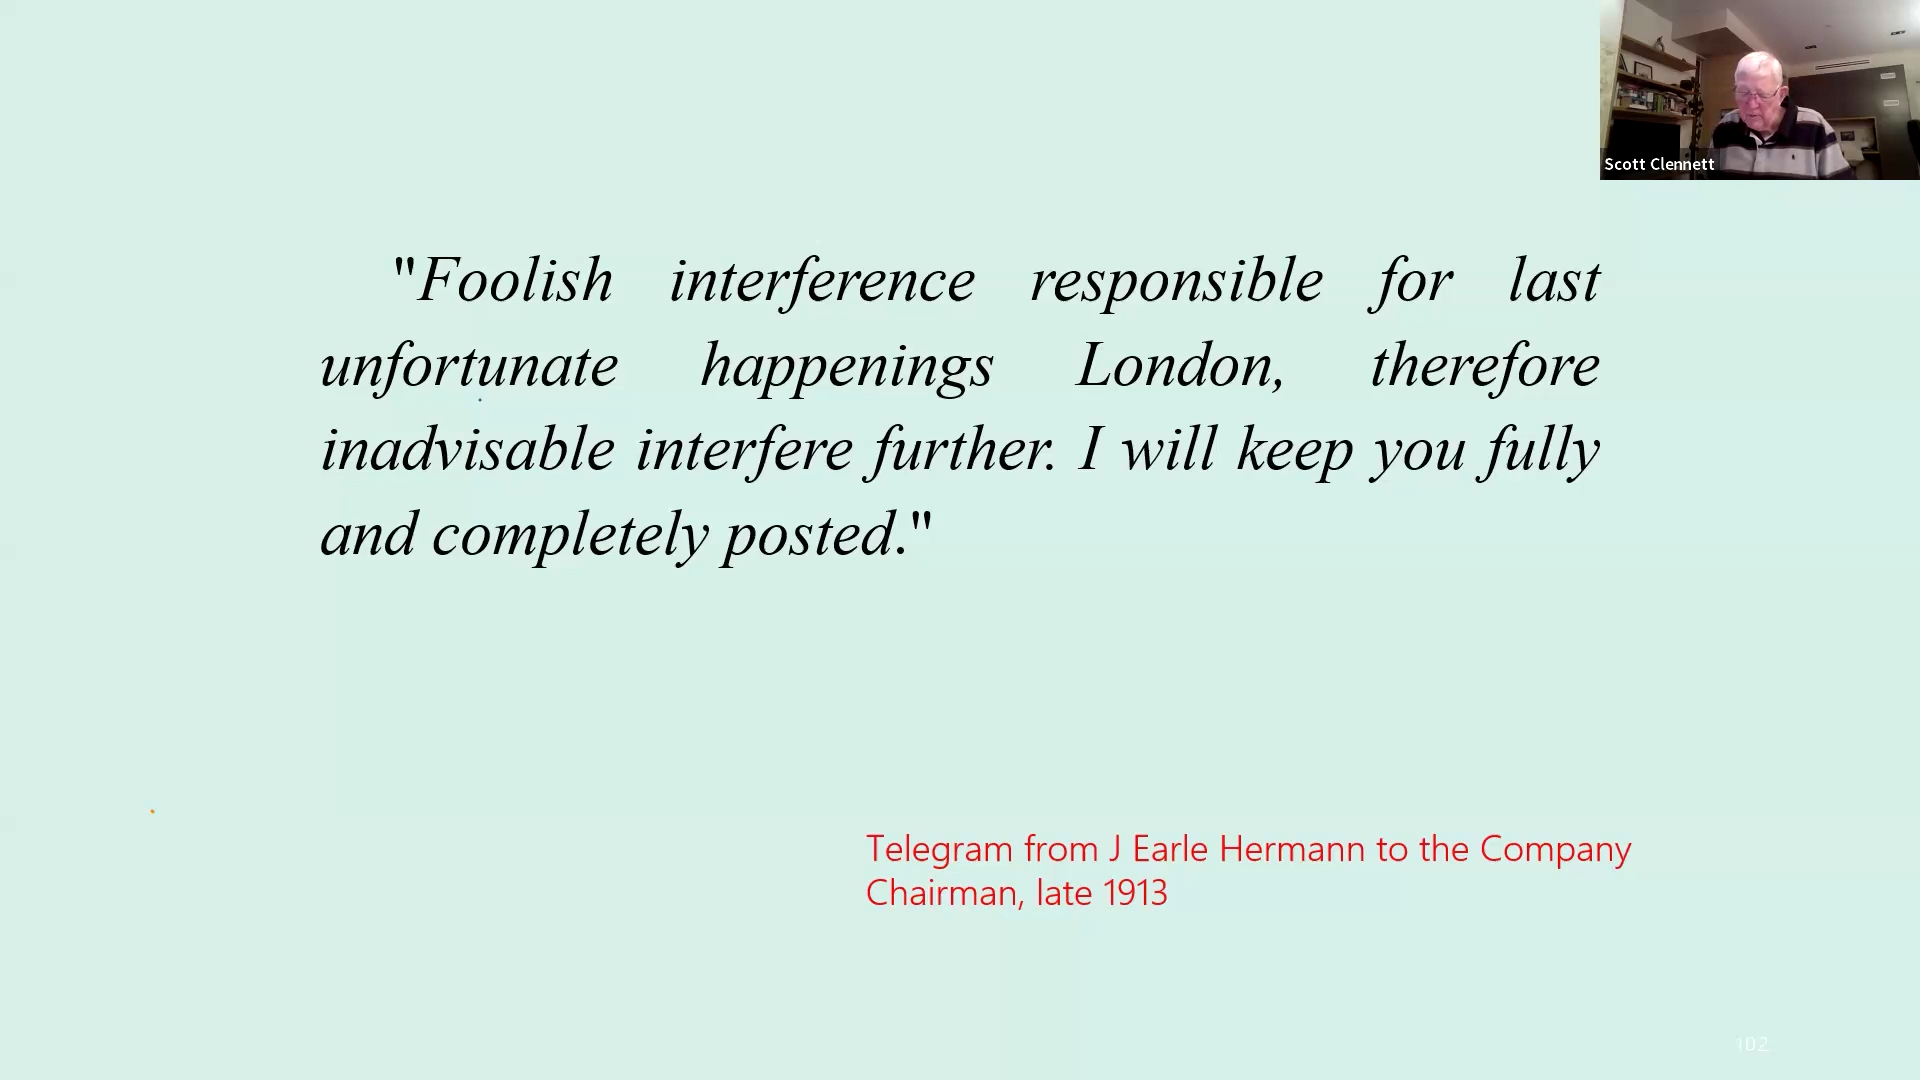 Scott Clennett
"Foolish interference responsible for last
unfortunate happenings London, therefore
inadvisable interfere further. I will keep you fully
and completely posted."
Telegram from J Earle Hermann to the Company
Chairman, late 1913
102